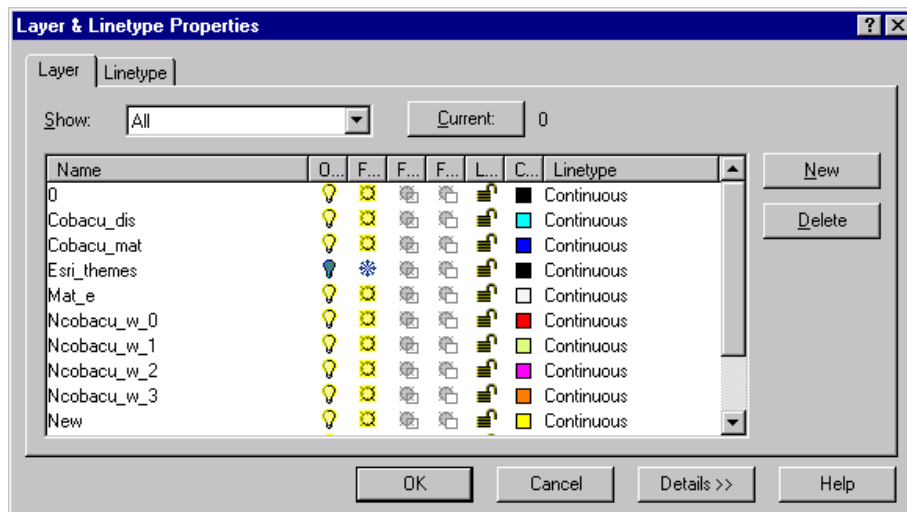 Layer & Linetype Properties
Layer Linetype
Show: All Current: 0
Name O... F... F... F... L... C... Linetype
0 Continuous
Cobacu_dis Continuous
Cobacu_mat Continuous
Esri_themes Continuous
Mat_e Continuous
Ncobacu_w_0 Continuous
Ncobacu_w_1 Continuous
Ncobacu_w_2 Continuous
Ncobacu_w_3 Continuous
New Continuous
New
Delete
OK Cancel Details >> Help